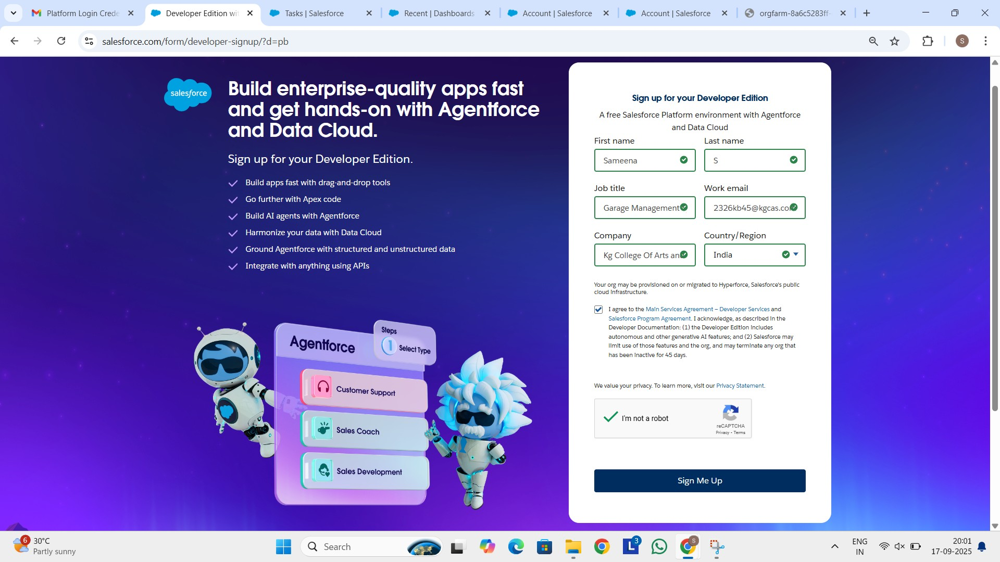 Platform Login Crede
Developer Edition wit
Tasks | Salesforce
Recent | Dashboards
Account | Salesforce
Account | Salesforce
orgfarm-8a6c5283ff-
salesforce.com/form/developer-signup/?d=pb
S
salesforce
Build enterprise-quality apps fast
and get hands-on with Agentforce
and Data Cloud.
Sign up for your Developer Edition.
Build apps fast with drag-and-drop tools
Go further with Apex code
Build AI agents with Agentforce
Harmonize your data with Data Cloud
Ground Agentforce with structured and unstructured data
Integrate with anything using APIs
Agentforce
Steps
1 Select Type
Customer Support
Sales Coach
Sales Development
Sign up for your Developer Edition
A free Salesforce Platform environment with Agentforce
and Data Cloud
First name
Last name
Sameena
S
Job title
Work email
Garage Management
2326kb45@kgcas.co
Company
Country/Region
Kg College Of Arts an
India
Your org may be provisioned on or migrated to Hyperforce, Salesforce's public
cloud infrastructure.
I agree to the Main Services Agreement – Developer Services and
Salesforce Program Agreement. I acknowledge, as described in the
Developer Documentation: (1) the Developer Edition includes
autonomous and other generative AI features; and (2) Salesforce may
limit use of those features and the org, and may terminate any org that
has been inactive for 45 days.
We value your privacy. To learn more, visit our Privacy Statement.
I'm not a robot
reCAPTCHA
Privacy - Terms
Sign Me Up
6
30°C
Partly sunny
Search
L
3
S
ENG
IN
20:01
17-09-2025